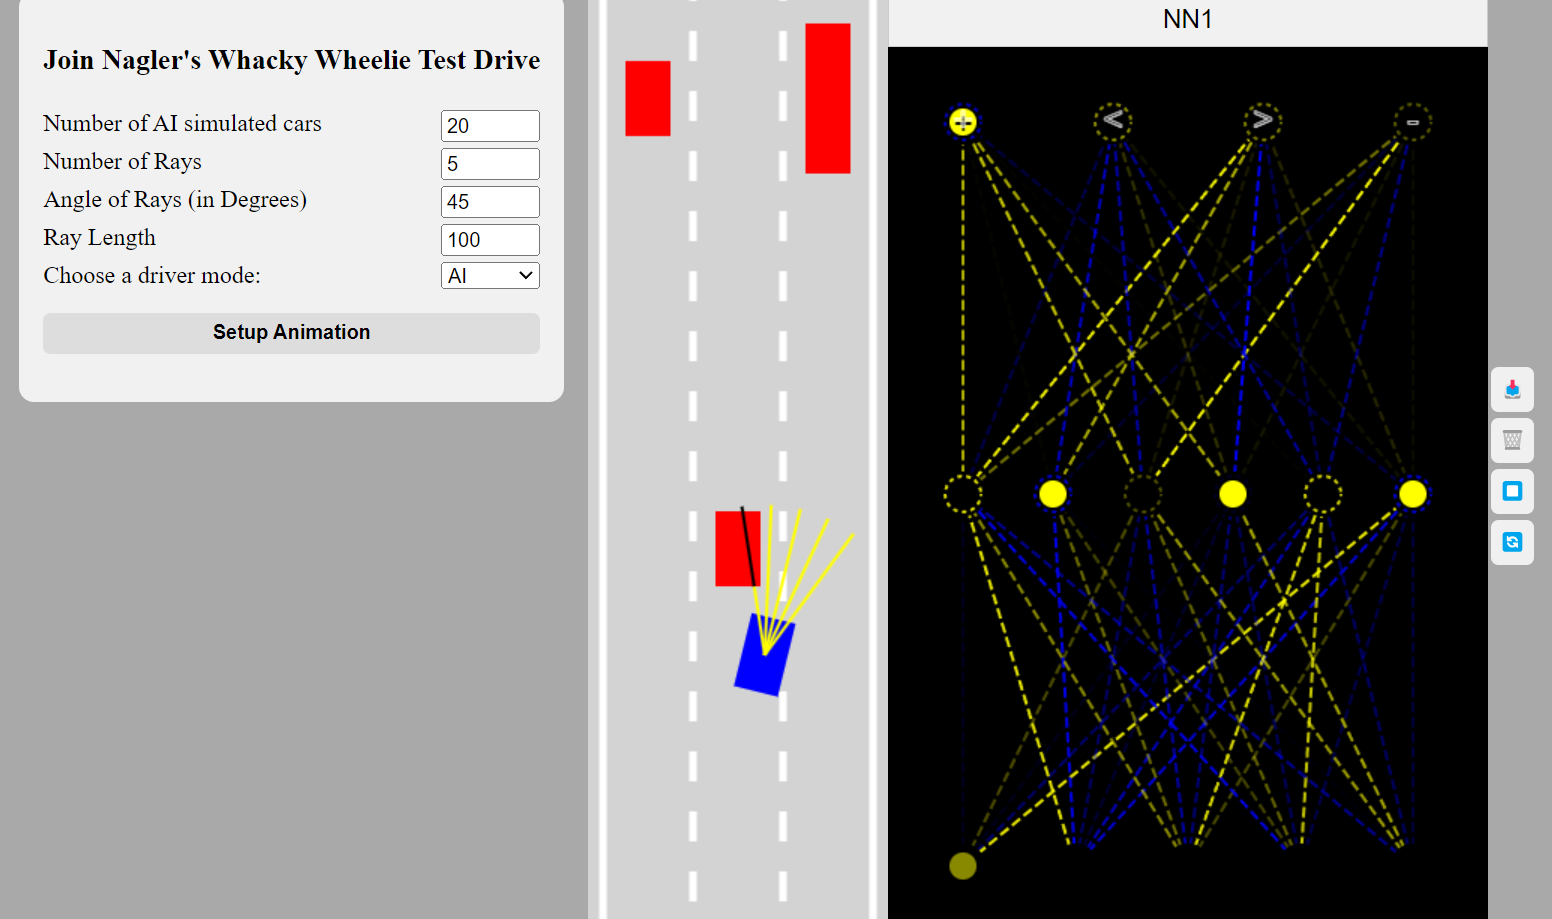 Join Nagler's Whacky Wheelie Test Drive
Number of AI simulated cars 20
Number of Rays 5
Angle of Rays (in Degrees) 45
Ray Length 100
Choose a driver mode: AI
Setup Animation
NN1
+ < > -